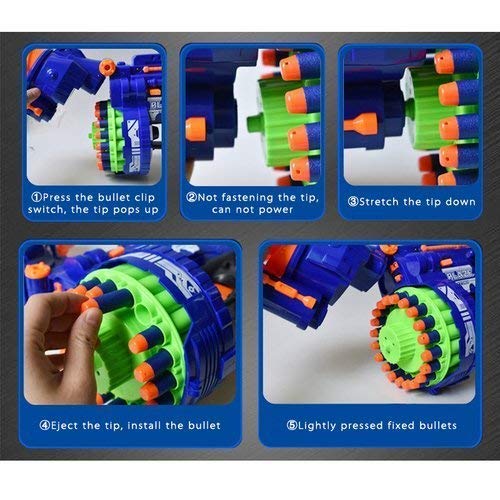 ①Press the bullet clip
switch, the tip pops up
②Not fastening the tip,
can not power
③Stretch the tip down
④Eject the tip, install the bullet
⑤Lightly pressed fixed bullets